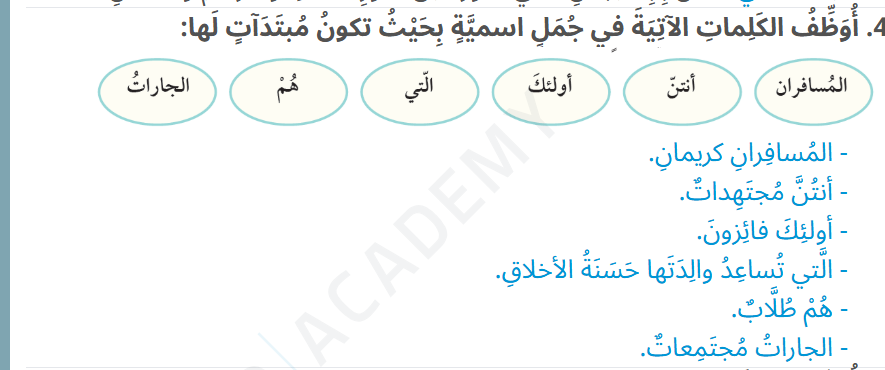 4. أُوَظِّفُ الكَلِماتِ الآتِيَةَ فِي جُمَلٍ اسميَّةٍ بِحَيْثُ تكونُ مُبتَدَآتٍ لَها:
المُسافران أنتنّ أولئكَ الّتي هُمْ الجاراتُ
- المُسافِرانِ كريمانِ.
- أنتُنَّ مُجتَهِداتٌ.
- أولئِكَ فائِزونَ.
- الَّتي تُساعِدُ والِدَتَها حَسَنَةُ الأخلاقِ.
- هُمْ طُلَّابٌ.
- الجاراتُ مُجتَمِعاتٌ.
ACADEMY